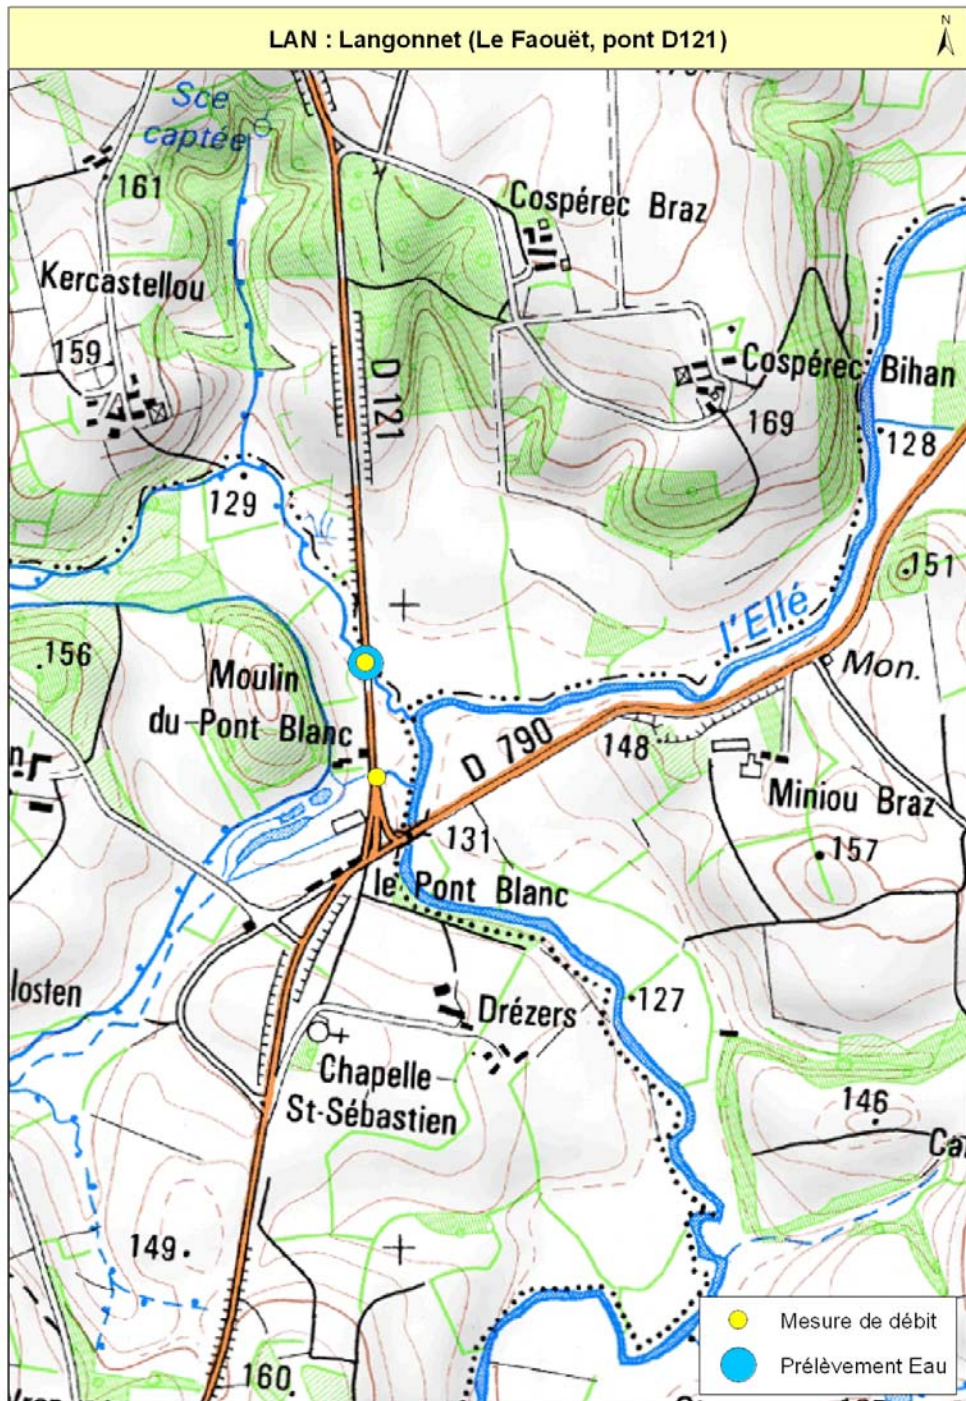 LAN : Langonnet (Le Faouët, pont D121)
N
Sce
captée
161
Cospérec Braz
Kercastellou
159
D 121
Cospérec Bihan
169
128
129
151
l'Ellé
156
Moulin
du-Pont Blanc
Mon.
D 790
148
Miniou Braz
131
157
le Pont Blanc
losten
Drézers
127
Chapelle
St-Sébastien
146
Ca
149
160
Mesure de débit
Prélèvement Eau